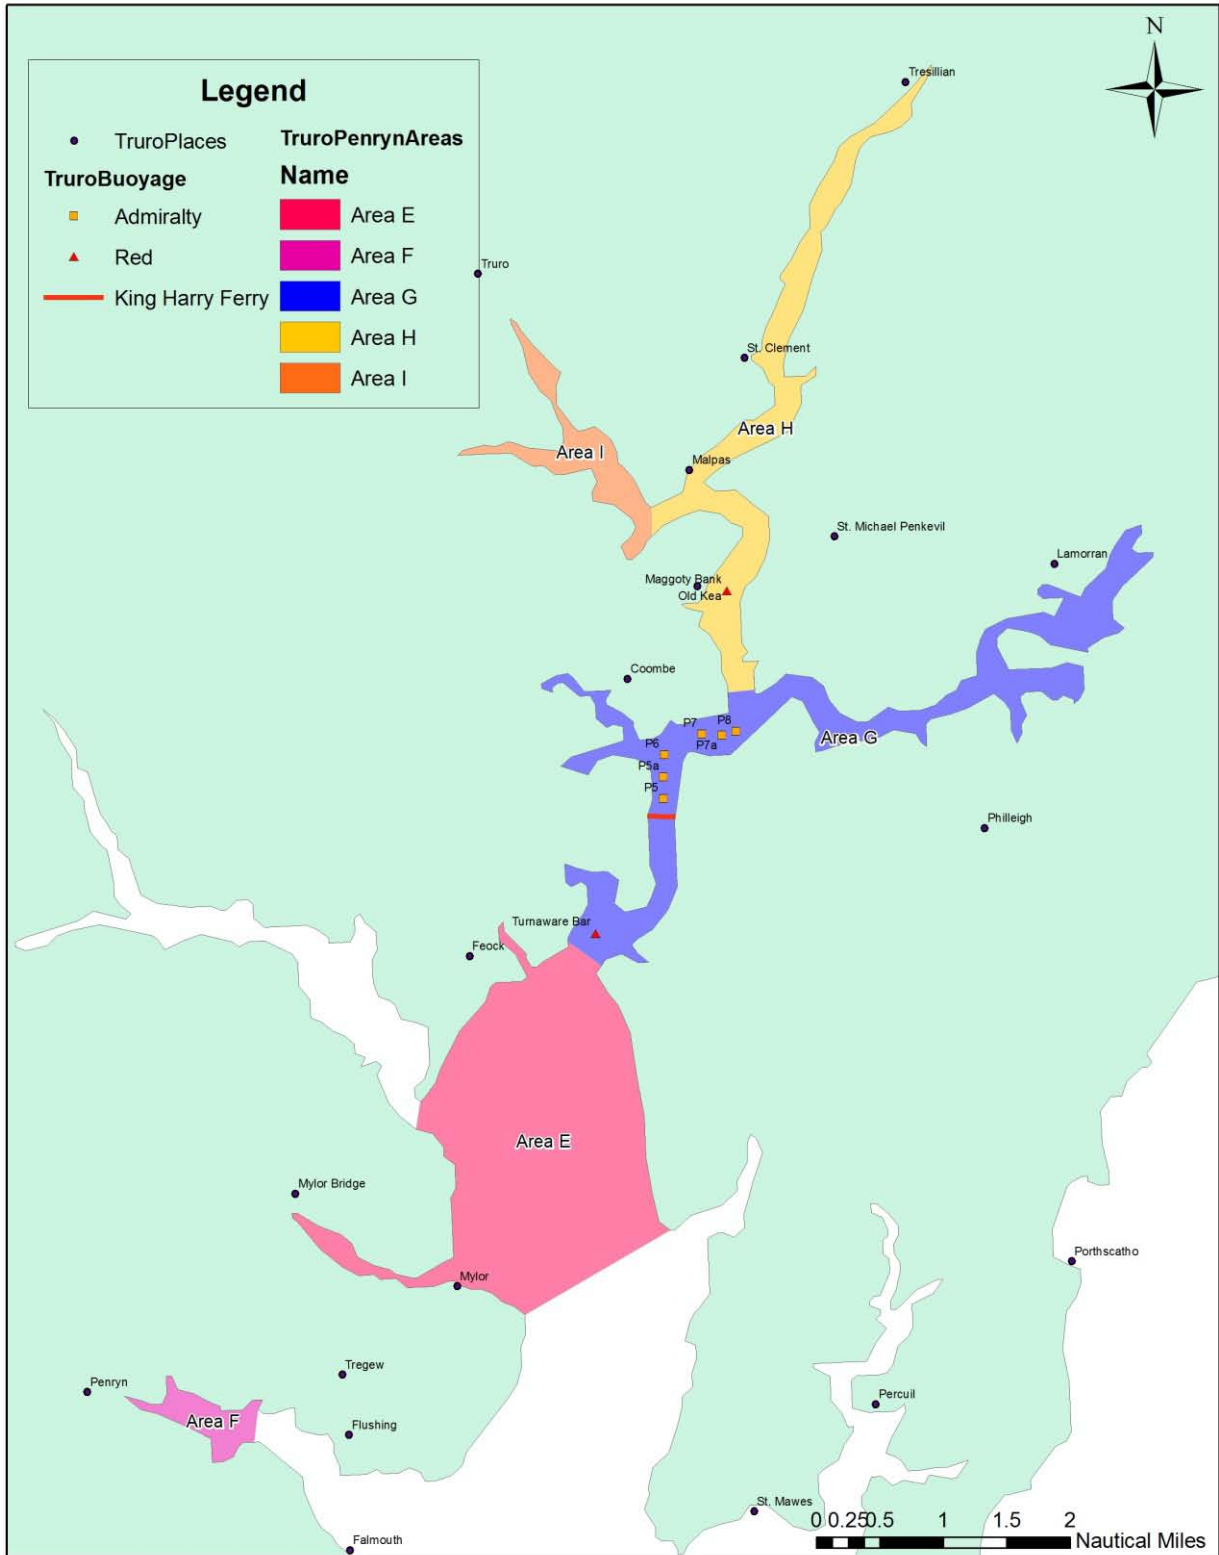 N
Legend
TruroPlaces
TruroBuoyage
Admiralty
Red
King Harry Ferry
TruroPenrynAreas
Name
Area E
Area F
Area G
Area H
Area I
Tresillian
Truro
St. Clement
Area H
Area I
Malpas
St. Michael Penkevil
Lamorran
Maggoty Bank
Old Kea
Coombe
P7
P8
P7a
Area G
P6
P5a
P5
Philleigh
Turnaware Bar
Feock
Area E
Mylor Bridge
Porthscatho
Mylor
Tregew
Penryn
Percuil
Area F
Flushing
St. Mawes
Falmouth
0 0.25 0.5 1 1.5 2
Nautical Miles